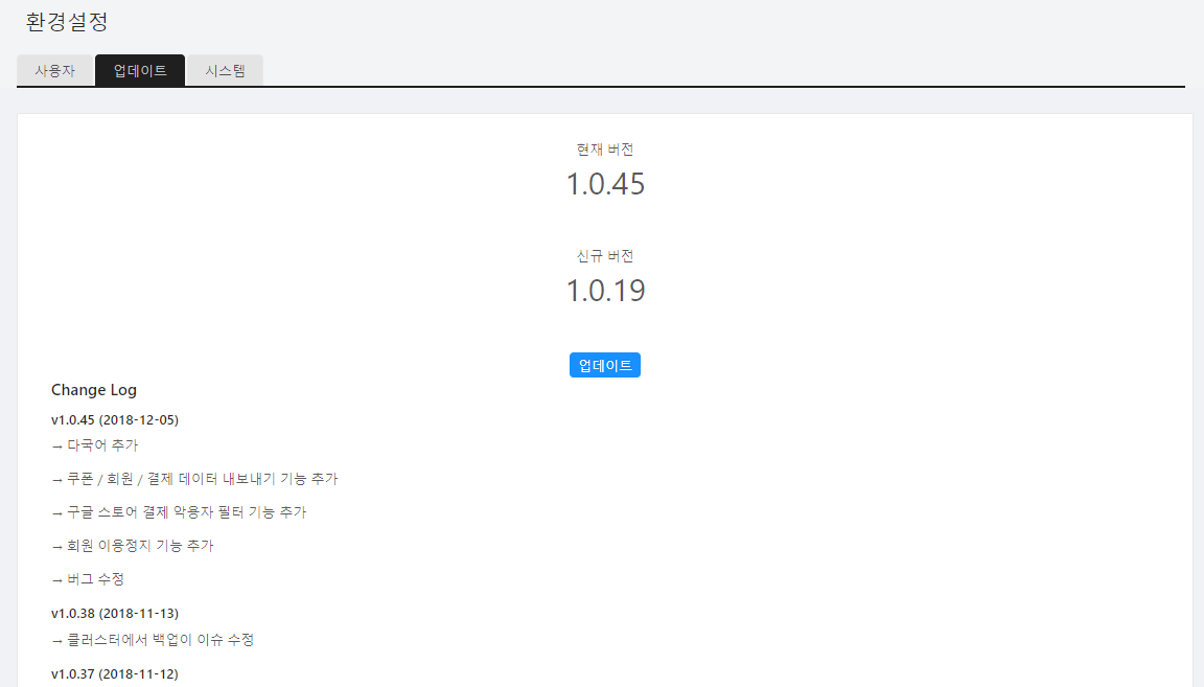 환경설정
사용자 업데이트 시스템
현재 버전
1.0.45
신규 버전
1.0.19
업데이트
Change Log
v1.0.45 (2018-12-05)
→ 다국어 추가
→ 쿠폰 / 회원 / 결제 데이터 내보내기 기능 추가
→ 구글 스토어 결제 악용자 필터 기능 추가
→ 회원 이용정지 기능 추가
→ 버그 수정
v1.0.38 (2018-11-13)
→ 클러스터에서 백업이 이슈 수정
v1.0.37 (2018-11-12)